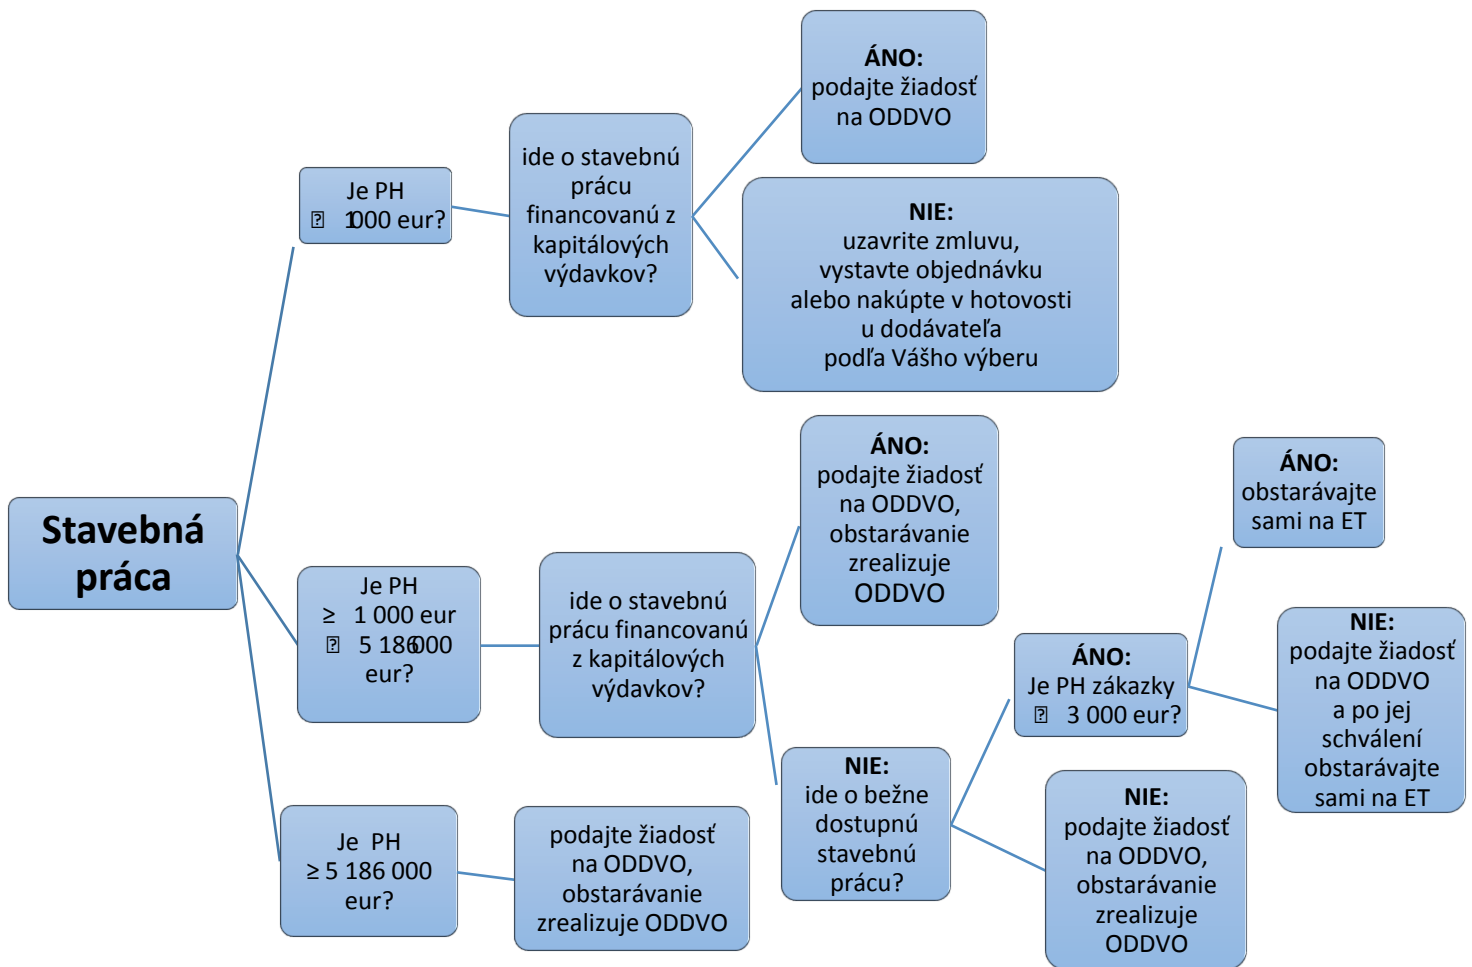 Stavebná
práca
Je PH
⍰ 1000 eur?
ide o stavebnú
prácu
financovanú z
kapitálových
výdavkov?
ÁNO:
podajte žiadosť
na ODDVO
NIE:
uzavrite zmluvu,
vystavte objednávku
alebo nakúpte v hotovosti
u dodávateľa
podľa Vášho výberu
Je PH
≥ 1 000 eur
⍰ 5 186000
eur?
ide o stavebnú
prácu financovanú
z kapitálových
výdavkov?
ÁNO:
podajte žiadosť
na ODDVO,
obstarávanie
zrealizuje
ODDVO
NIE:
ide o bežne
dostupnú
stavebnú
prácu?
ÁNO:
Je PH zákazky
⍰ 3 000 eur?
ÁNO:
obstarávajte
sami na ET
NIE:
podajte žiadosť
na ODDVO
a po jej
schválení
obstarávajte
sami na ET
NIE:
podajte žiadosť
na ODDVO,
obstarávanie
zrealizuje
ODDVO
Je PH
≥ 5 186 000
eur?
podajte žiadosť
na ODDVO,
obstarávanie
zrealizuje ODDVO